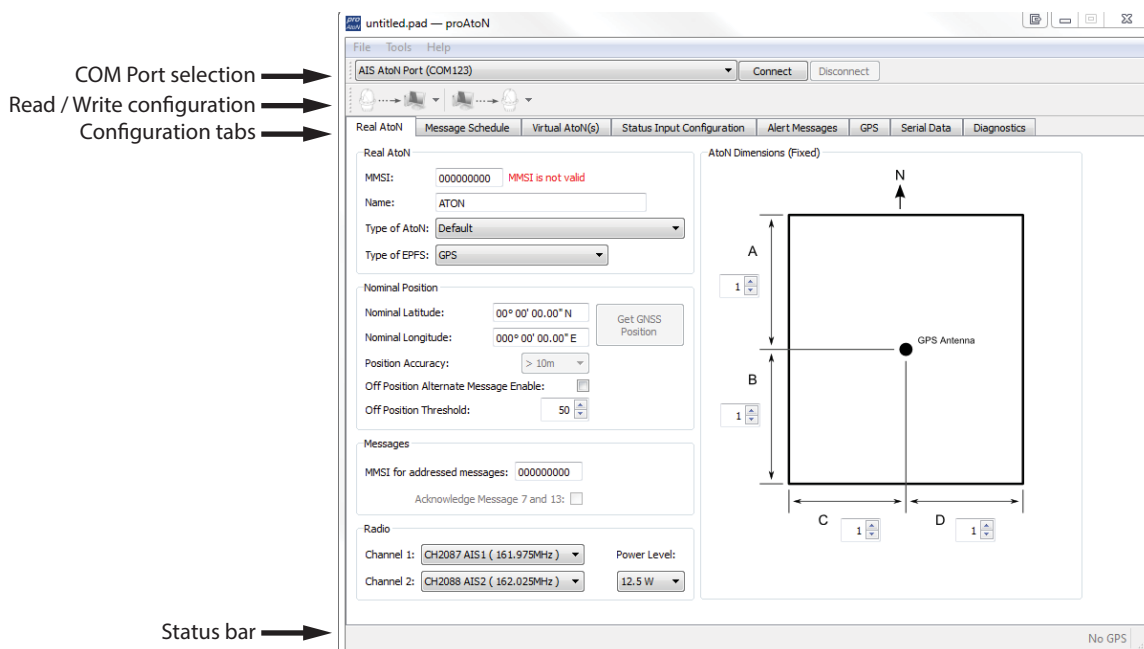 pro AtoN untitled.pad — proAtoN
File Tools Help
COM Port selection
AIS AtoN Port (COM123) Connect Disconnect
Read / Write configuration
Configuration tabs
Real AtoN Message Schedule Virtual AtoN(s) Status Input Configuration Alert Messages GPS Serial Data Diagnostics
Real AtoN
MMSI: 000000000 MMSI is not valid
Name: ATON
Type of AtoN: Default
Type of EPFS: GPS
Nominal Position
Nominal Latitude: 00° 00' 00.00" N
Get GNSS Position
Nominal Longitude: 000° 00' 00.00" E
Position Accuracy: > 10m
Off Position Alternate Message Enable:
Off Position Threshold: 50
Messages
MMSI for addressed messages: 000000000
Acknowledge Message 7 and 13:
Radio
Channel 1: CH2087 AIS1 ( 161.975MHz )
Power Level:
Channel 2: CH2088 AIS2 ( 162.025MHz )
12.5 W
AtoN Dimensions (Fixed)
N
A
1
GPS Antenna
B
1
C 1 D 1
Status bar
No GPS